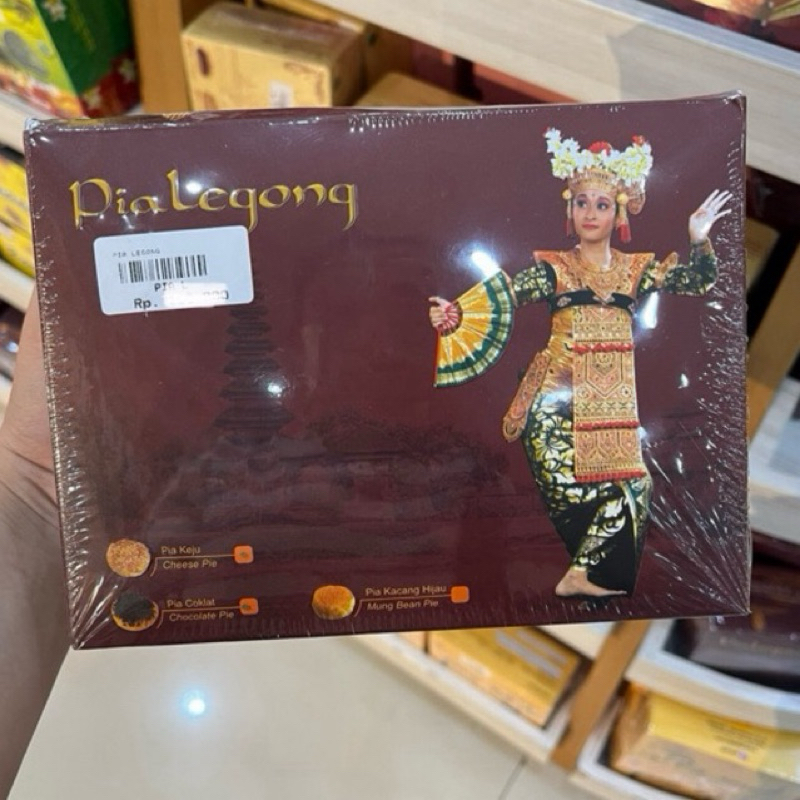 Pia Legong
PIA LEGONG
Rp.
Pia Keju
Cheese Pie
Pia Coklat
Chocolate Pie
Pia Kacang Hijau
Mung Bean Pie